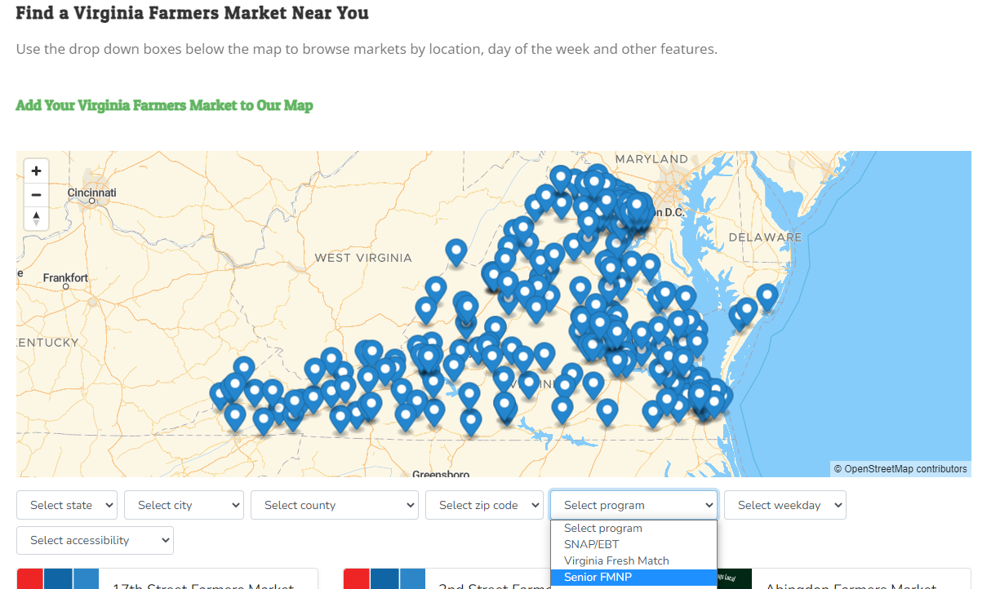 Find a Virginia Farmers Market Near You
Use the drop down boxes below the map to browse markets by location, day of the week and other features.
Add Your Virginia Farmers Market to Our Map
MARYLAND
Cincinnati
D.C.
DELAWARE
WEST VIRGINIA
Frankfort
Greensboro
© OpenStreetMap contributors
Select state
Select city
Select county
Select zip code
Select program
Select weekday
Select program
SNAP/EBT
Virginia Fresh Match
Senior FMNP
Select accessibility
17th Street Farmers Market
2nd Street
Abingdon Farmers Market